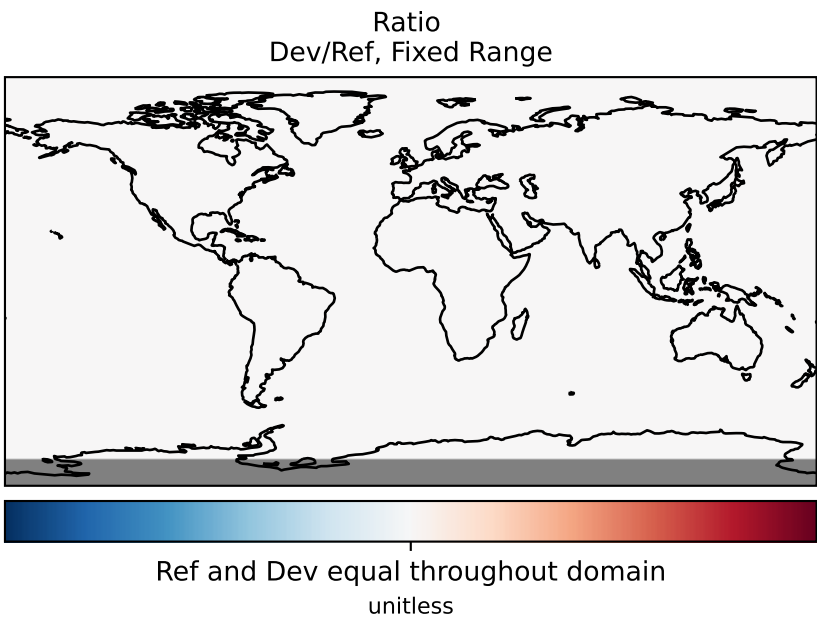 Ratio
Dev/Ref, Fixed Range
Ref and Dev equal throughout domain
unitless